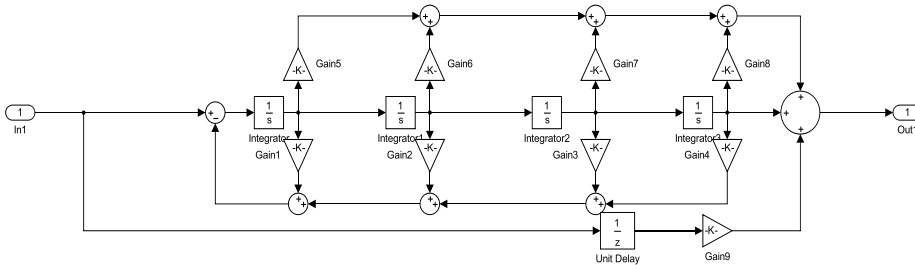 +
+
+
+
+
+
-K-
Gain5
-K-
Gain6
-K-
Gain7
-K-
Gain8
1
In1
+
−
1
s
Integrator
1
s
Integrator1
1
s
Integrator2
1
s
Integrator3
+
+
+
1
Out1
-K-
Gain1
-K-
Gain2
-K-
Gain3
-K-
Gain4
+
+
+
+
+
+
1
z
Unit Delay
-K-
Gain9